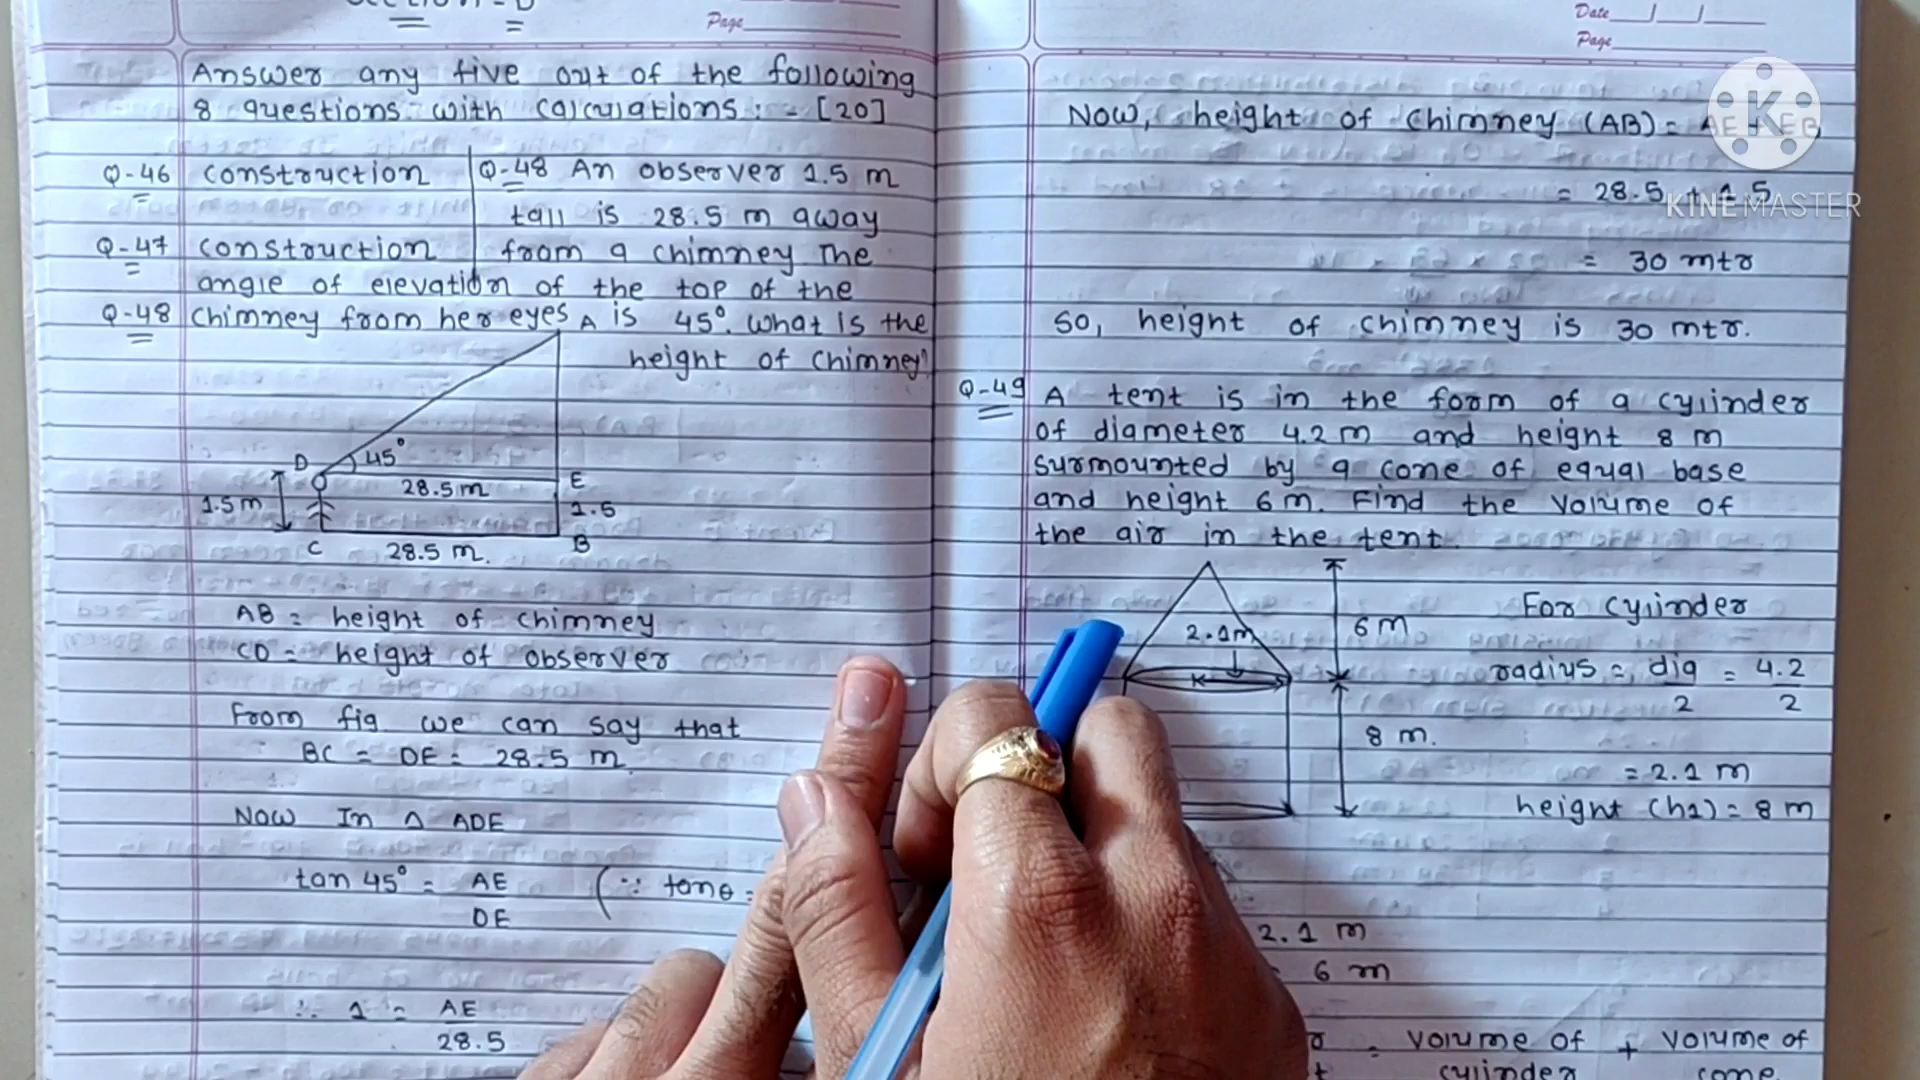 Page
Answer any five out of the following
8 questions with calculations: - [20]
Q-46 construction
Q-48 An observer 1.5 m
tall is 28.5 m away
Q-47 construction
from a chimney The
angle of elevation of the top of the
Q-48 chimney from her eyes is 45°. What is the
height of chimney?
A
D
45°
28.5 m
E
1.5 m
1.5
C
28.5 m.
B
AB = height of chimney
CD = height of observer
From fig we can say that
BC = DE = 28.5 m
Now In △ ADE
tan 45° = AE
DE
(∵ tanθ =
∴ 1 = AE
28.5
Date
Page
Now, height of chimney (AB) =
= 28.5 + 1.5
= 30 mtr
So, height of chimney is 30 mtr.
Q-49 A tent is in the form of a cylinder
of diameter 4.2 m and height 8 m
surmounted by a cone of equal base
and height 6 m. Find the volume of
the air in the tent.
6 m
2.1m
8 m.
For cylinder
radius = dia = 4.2
2 2
= 2.1 m
height (h1) = 8 m
2.1 m
6 m
= volume of + volume of
cylinder cone
K
KINEMASTER